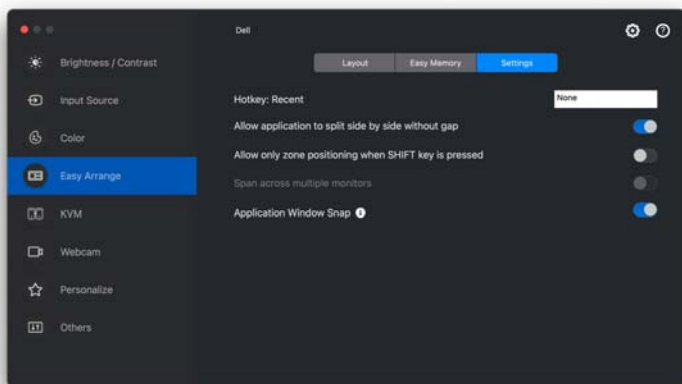 Dell
Brightness / Contrast
Input Source
Color
Easy Arrange
KVM
Webcam
Personalize
Others
Layout Easy Memory Settings
Hotkey: Recent None
Allow application to split side by side without gap
Allow only zone positioning when SHIFT key is pressed
Span across multiple monitors
Application Window Snap